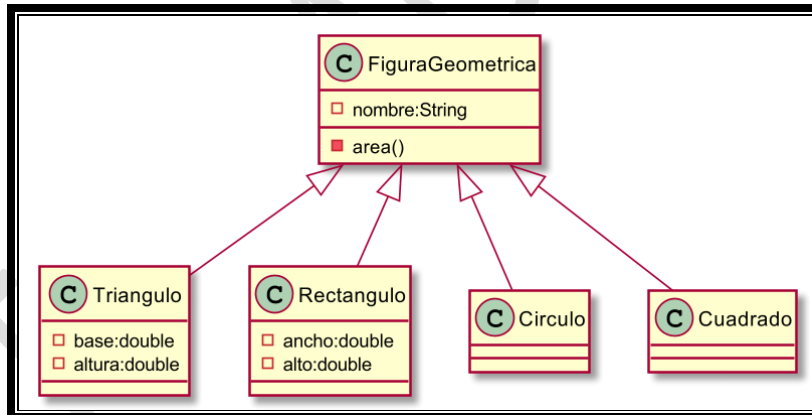 C FiguraGeometrica
nombre:String
area()
C Triangulo
base:double
altura:double
C Rectangulo
ancho:double
alto:double
C Circulo
C Cuadrado